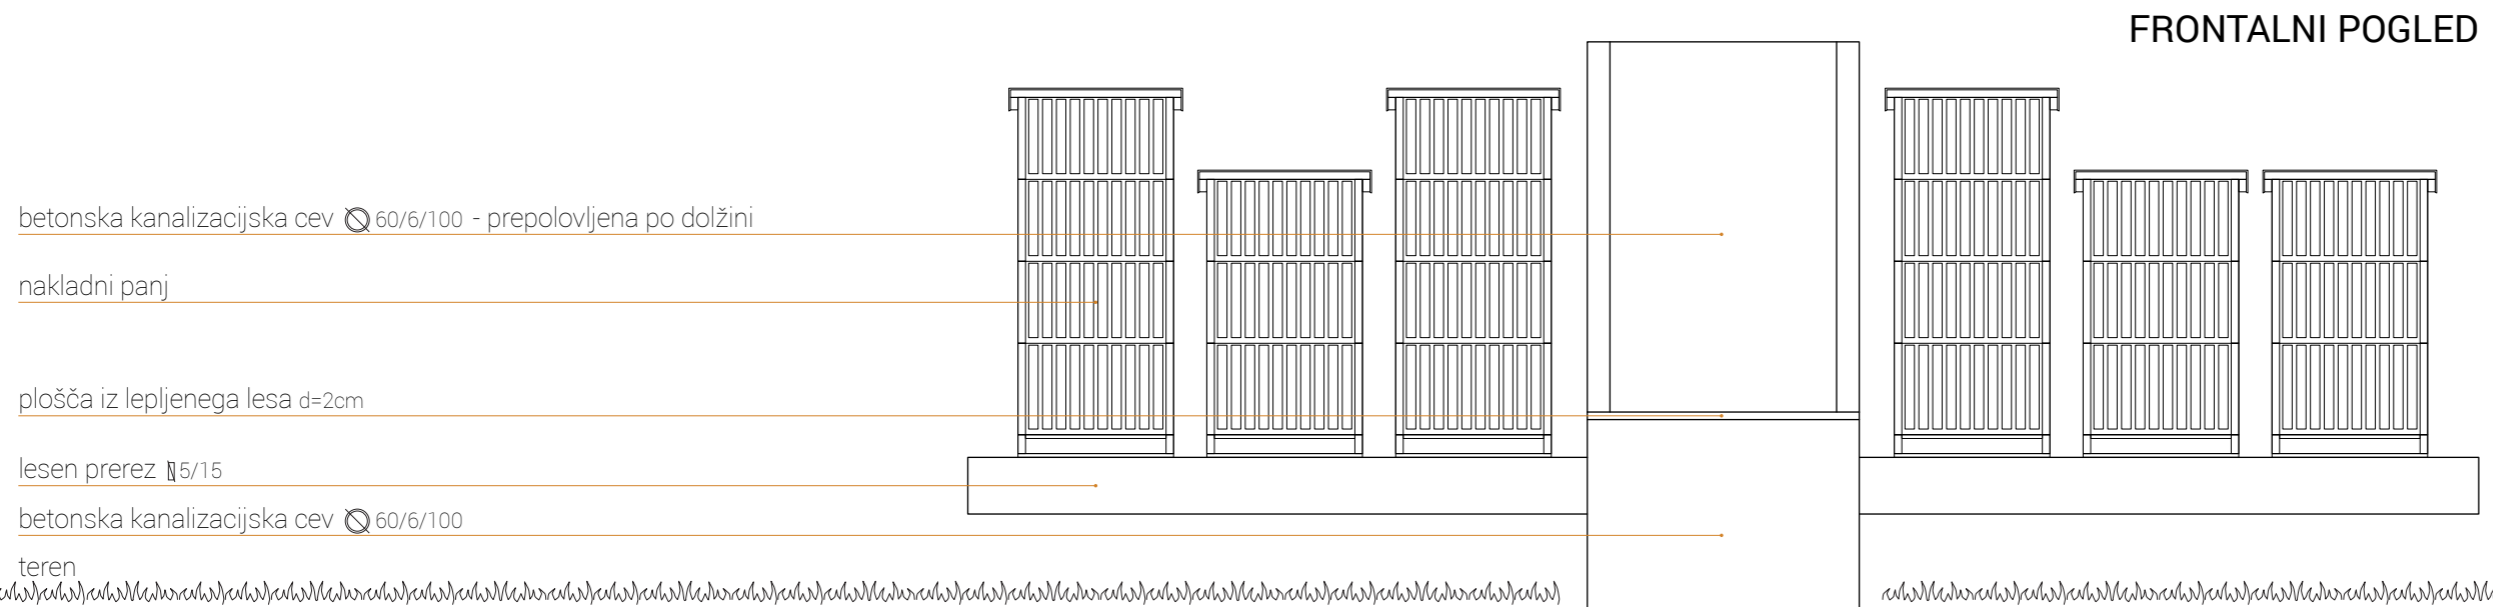 FRONTALNI POGLED
betonska kanalizacijska cev 60/6/100 - prepolovljena po dolžini
nakladni panj
plošča iz lepljenega lesa d=2cm
lesen prerez 5/15
betonska kanalizacijska cev 60/6/100
teren